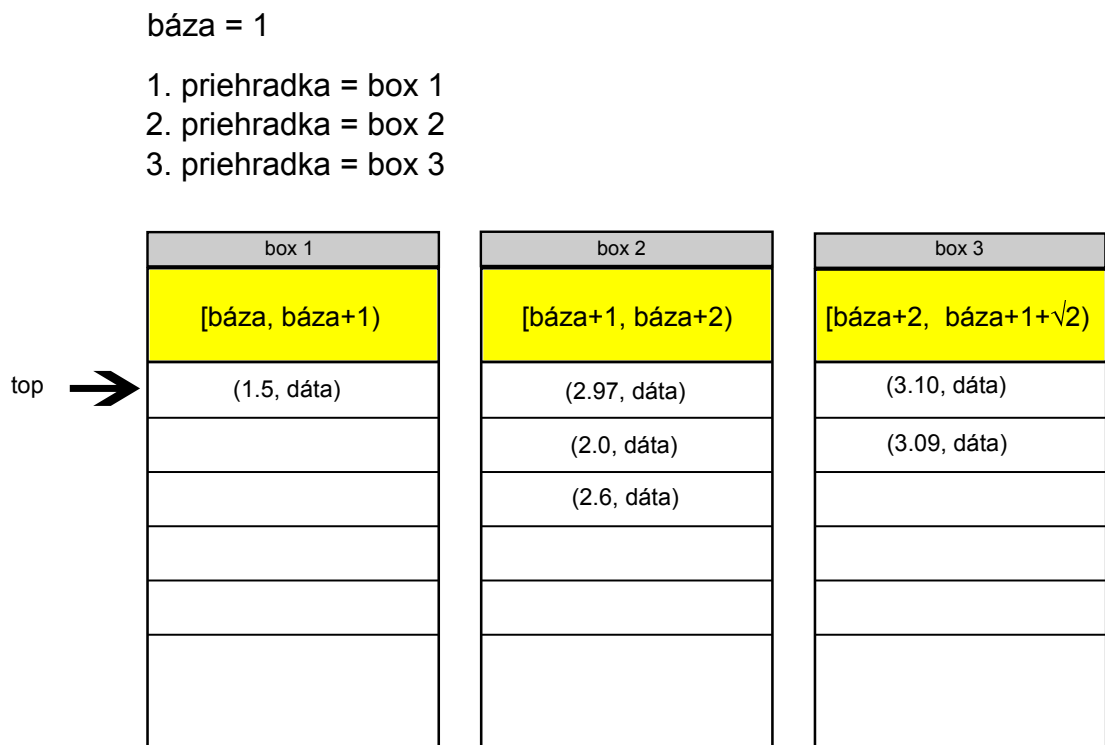 báza = 1
1. priehradka = box 1
2. priehradka = box 2
3. priehradka = box 3
box 1 box 2 box 3
[báza, báza+1) [báza+1, báza+2) [báza+2, báza+1+√2)
top (1.5, dáta) (2.97, dáta) (3.10, dáta)
(2.0, dáta) (3.09, dáta)
(2.6, dáta)